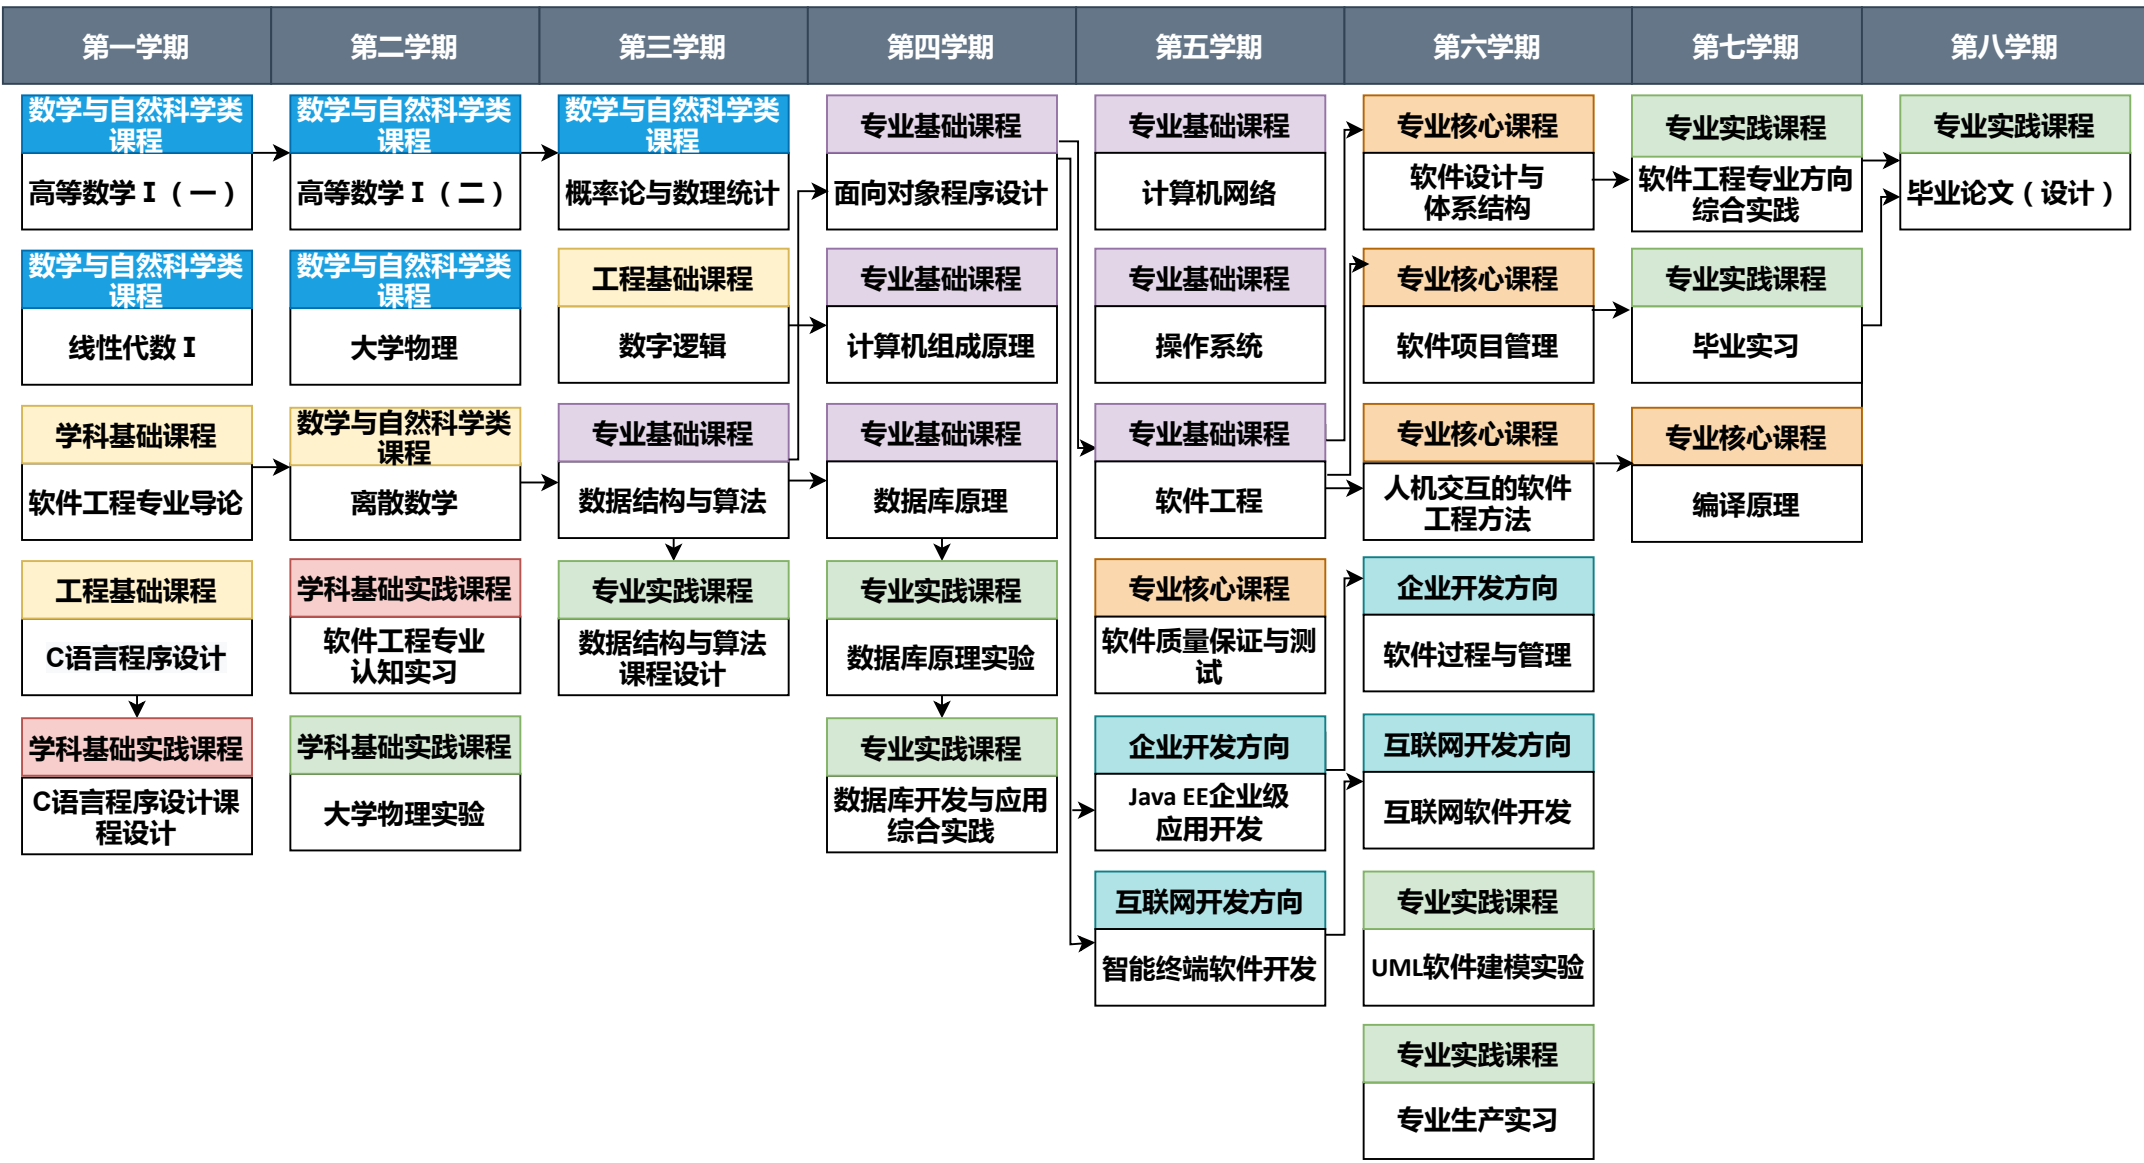 第一学期
第二学期
第三学期
第四学期
第五学期
第六学期
第七学期
第八学期
数学与自然科学类
课程
高等数学 I（一）
数学与自然科学类
课程
线性代数 I
学科基础课程
软件工程专业导论
工程基础课程
C语言程序设计
学科基础实践课程
C语言程序设计课
程设计
数学与自然科学类
课程
高等数学 I（二）
数学与自然科学类
课程
大学物理
数学与自然科学类
课程
离散数学
学科基础实践课程
软件工程专业
认知实习
学科基础实践课程
大学物理实验
数学与自然科学类
课程
概率论与数理统计
工程基础课程
数字逻辑
专业基础课程
数据结构与算法
专业实践课程
数据结构与算法
课程设计
专业基础课程
面向对象程序设计
专业基础课程
计算机组成原理
专业基础课程
数据库原理
专业实践课程
数据库原理实验
专业实践课程
数据库开发与应用
综合实践
专业基础课程
计算机网络
专业基础课程
操作系统
专业基础课程
软件工程
专业核心课程
软件质量保证与测
试
企业开发方向
Java EE企业级
应用开发
互联网开发方向
智能终端软件开发
专业核心课程
软件设计与
体系结构
专业核心课程
软件项目管理
专业核心课程
人机交互的软件
工程方法
企业开发方向
软件过程与管理
互联网开发方向
互联网软件开发
专业实践课程
UML软件建模实验
专业实践课程
专业生产实习
专业实践课程
软件工程专业方向
综合实践
专业实践课程
毕业实习
专业核心课程
编译原理
专业实践课程
毕业论文（设计）